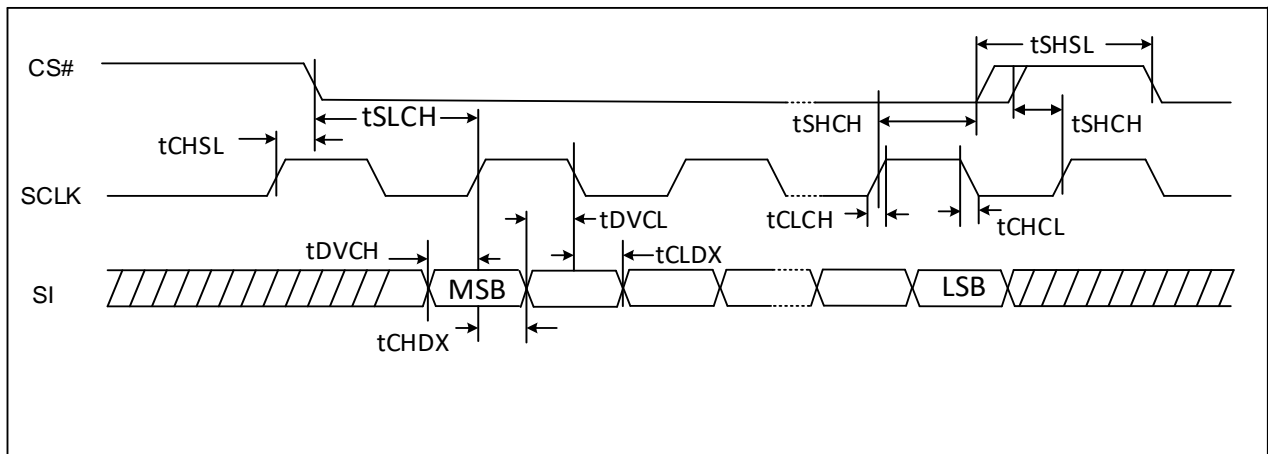 tSHSL
CS#
tSLCH
tSHCH
tSHCH
tCHSL
SCLK
tDVCL
tCLCH
tCHCL
tDVCH
tCLDX
SI
MSB
LSB
tCHDX